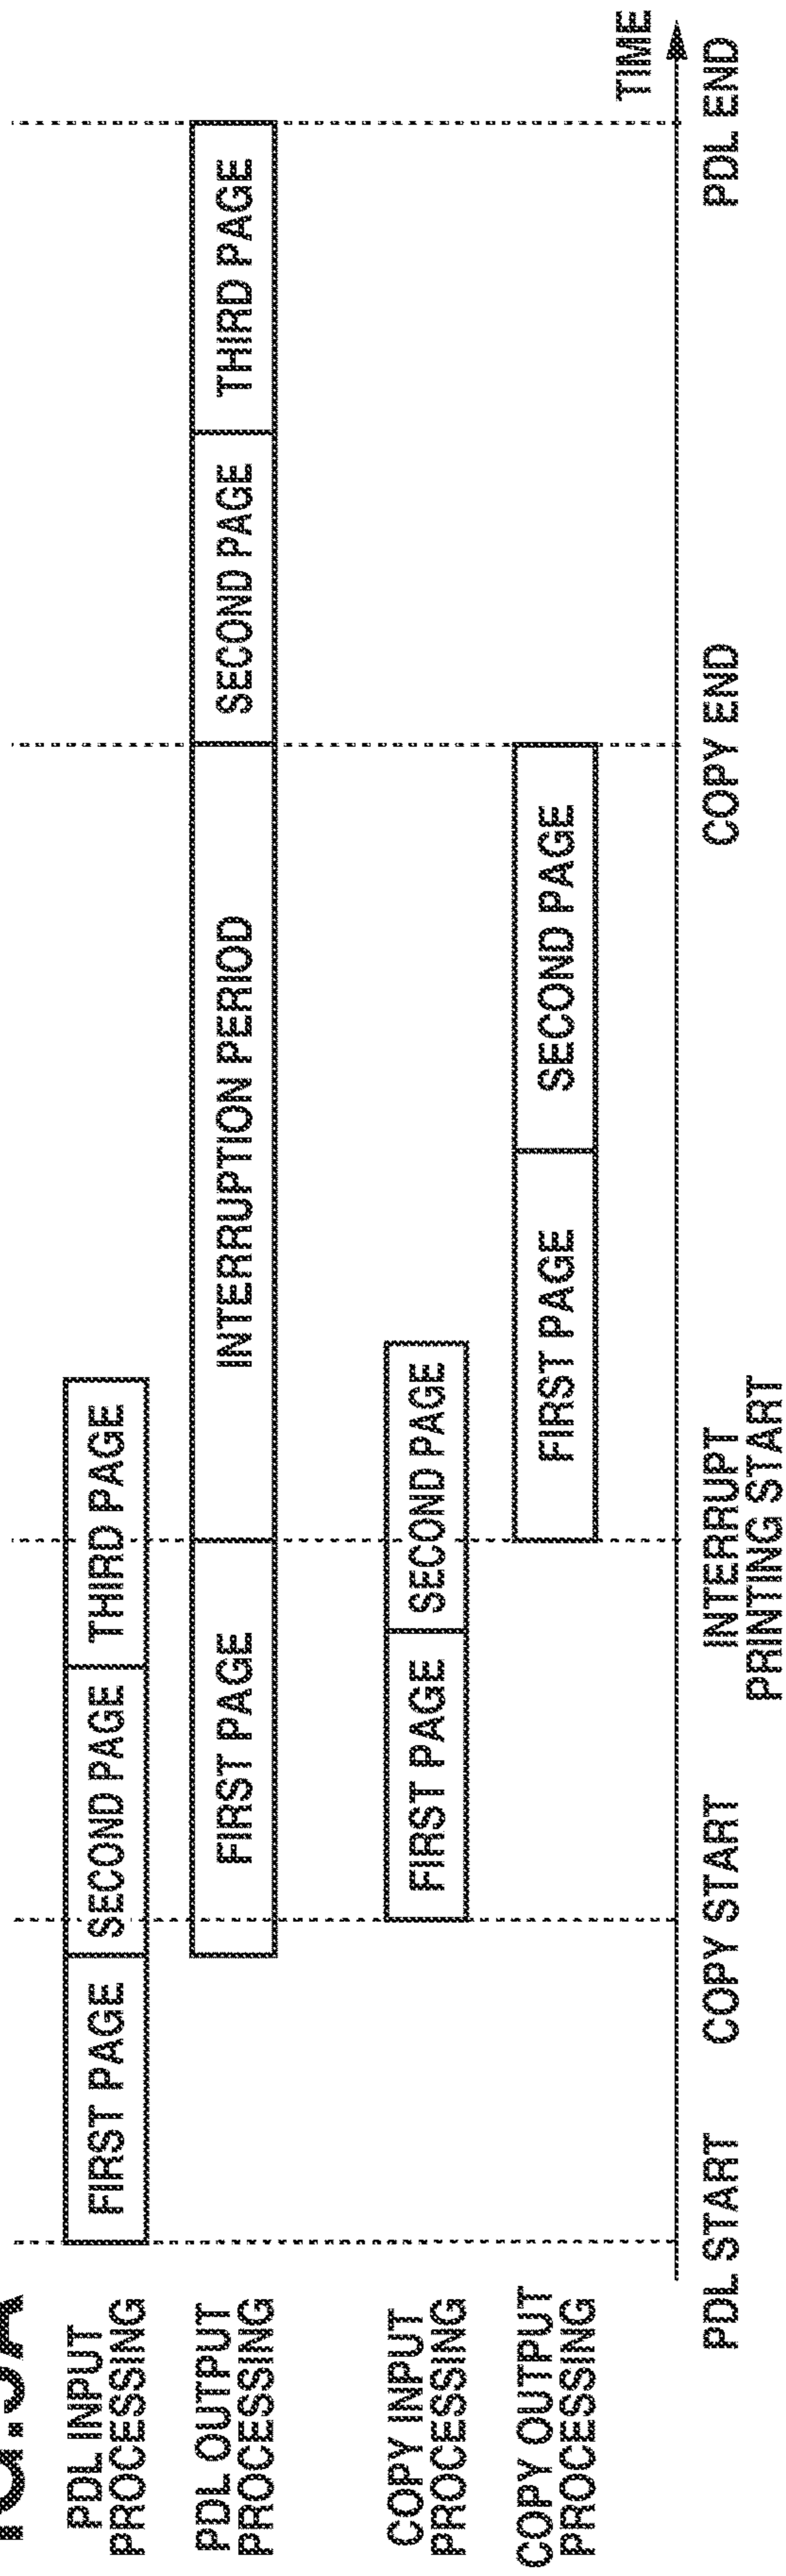 PDL INPUT
PROCESSING
FIRST PAGE
SECOND PAGE
THIRD PAGE
PDL OUTPUT
PROCESSING
FIRST PAGE
INTERRUPTION PERIOD
SECOND PAGE
THIRD PAGE
COPY INPUT
PROCESSING
FIRST PAGE
SECOND PAGE
COPY OUTPUT
PROCESSING
FIRST PAGE
SECOND PAGE
TIME
PDL START
COPY START
INTERRUPT
PRINTING START
COPY END
PDL END